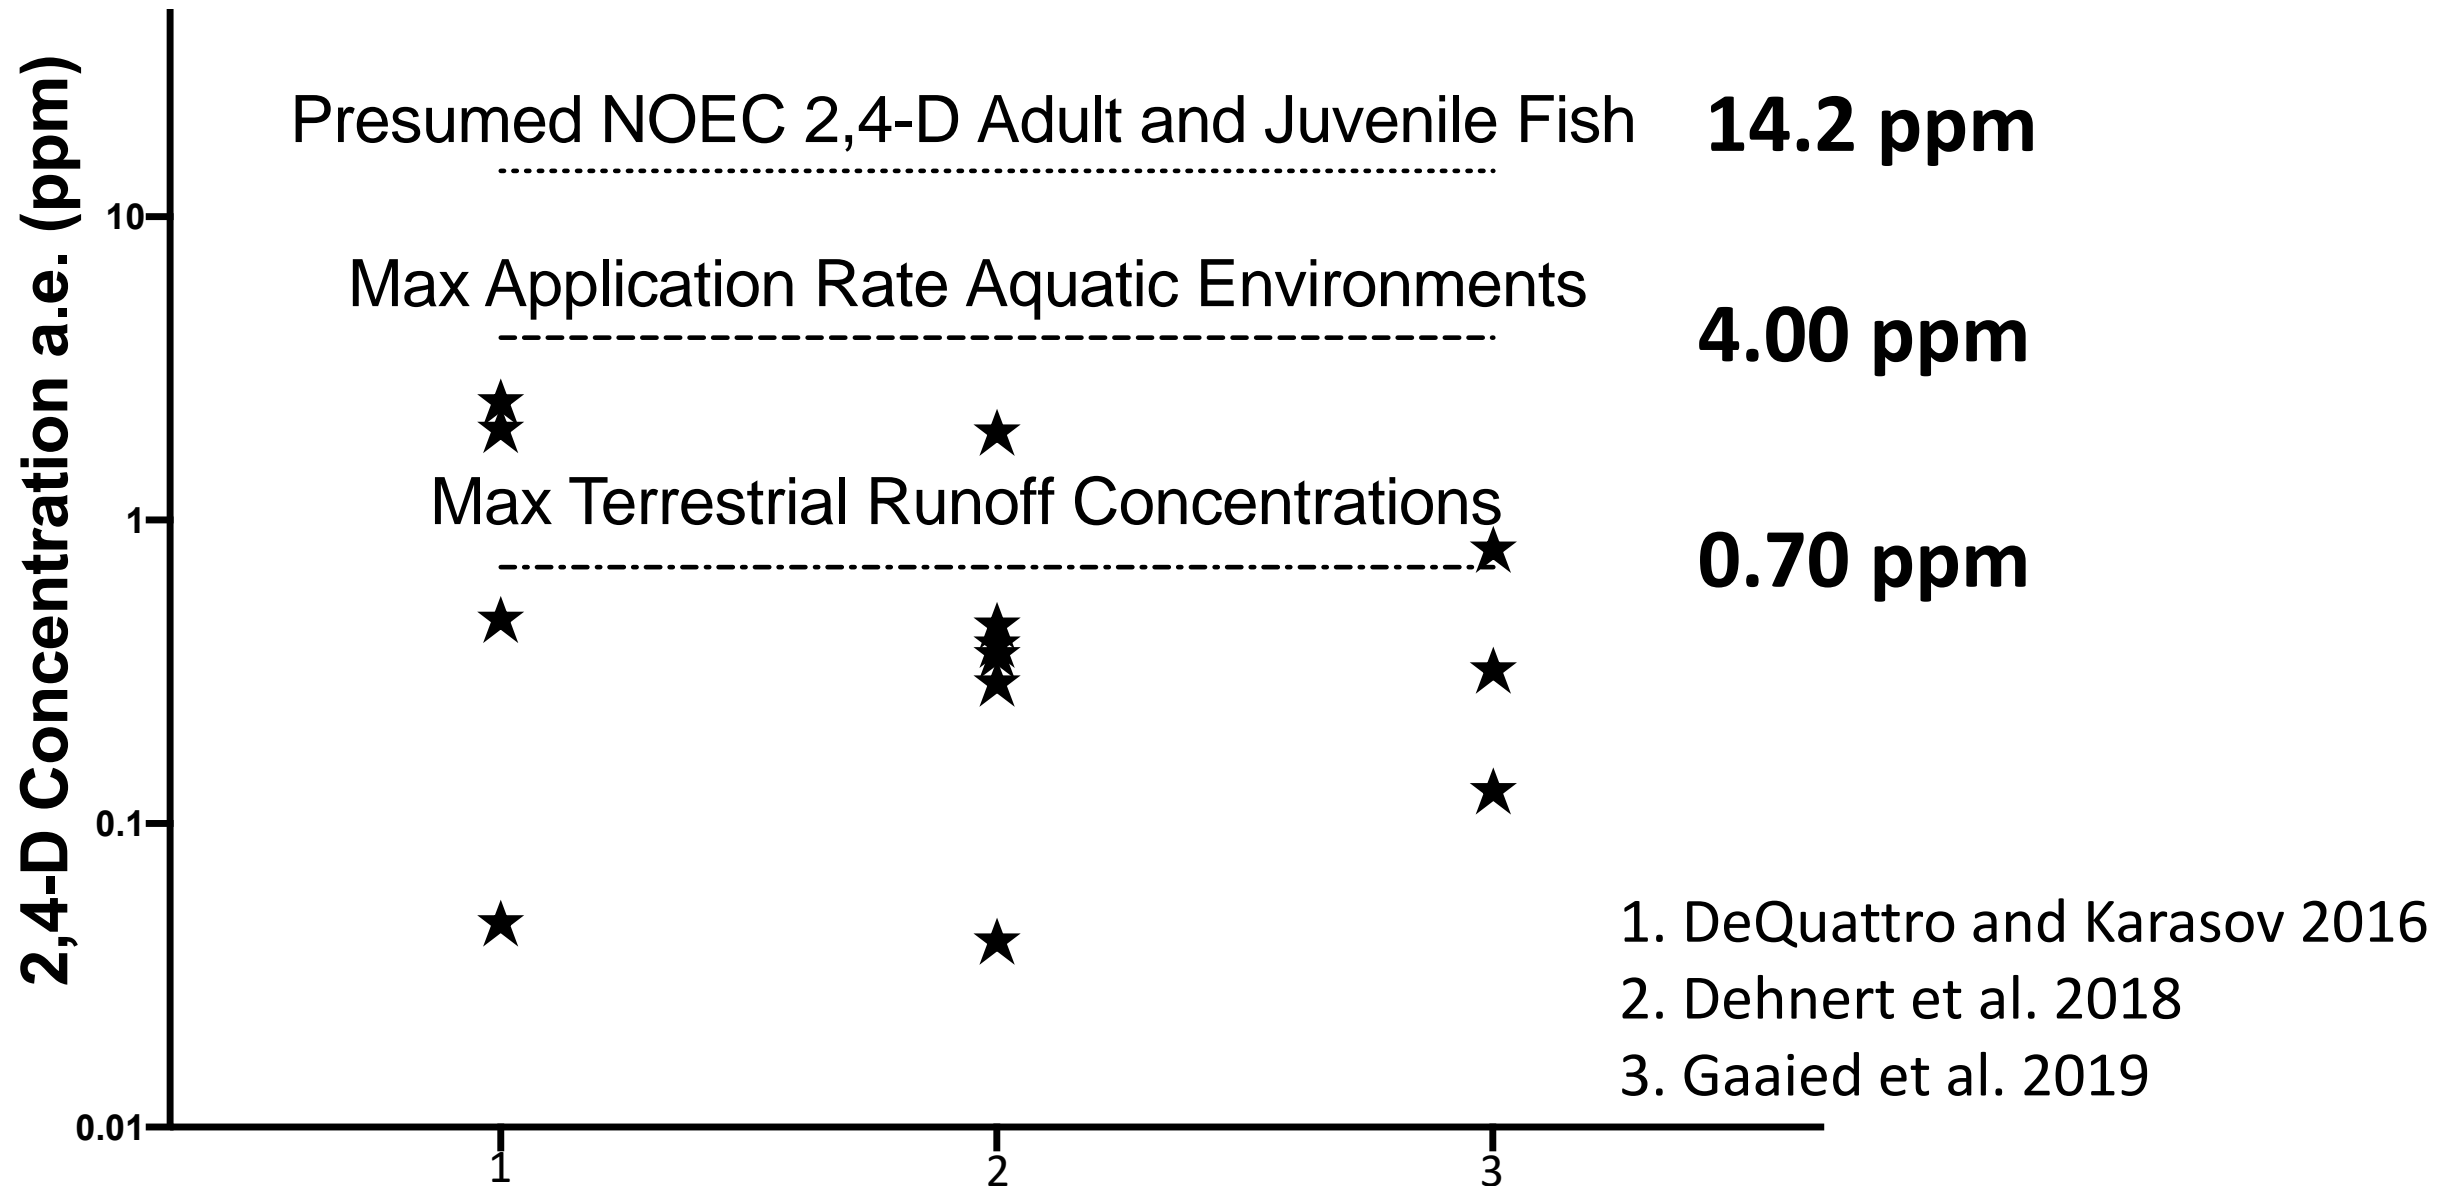 2,4-D Concentration a.e. (ppm)
Presumed NOEC 2,4-D Adult and Juvenile Fish
14.2 ppm
10
Max Application Rate Aquatic Environments
4.00 ppm
Max Terrestrial Runoff Concentrations
1
0.70 ppm
0.1
1. DeQuattro and Karasov 2016
2. Dehnert et al. 2018
3. Gaaied et al. 2019
0.01
1
2
3